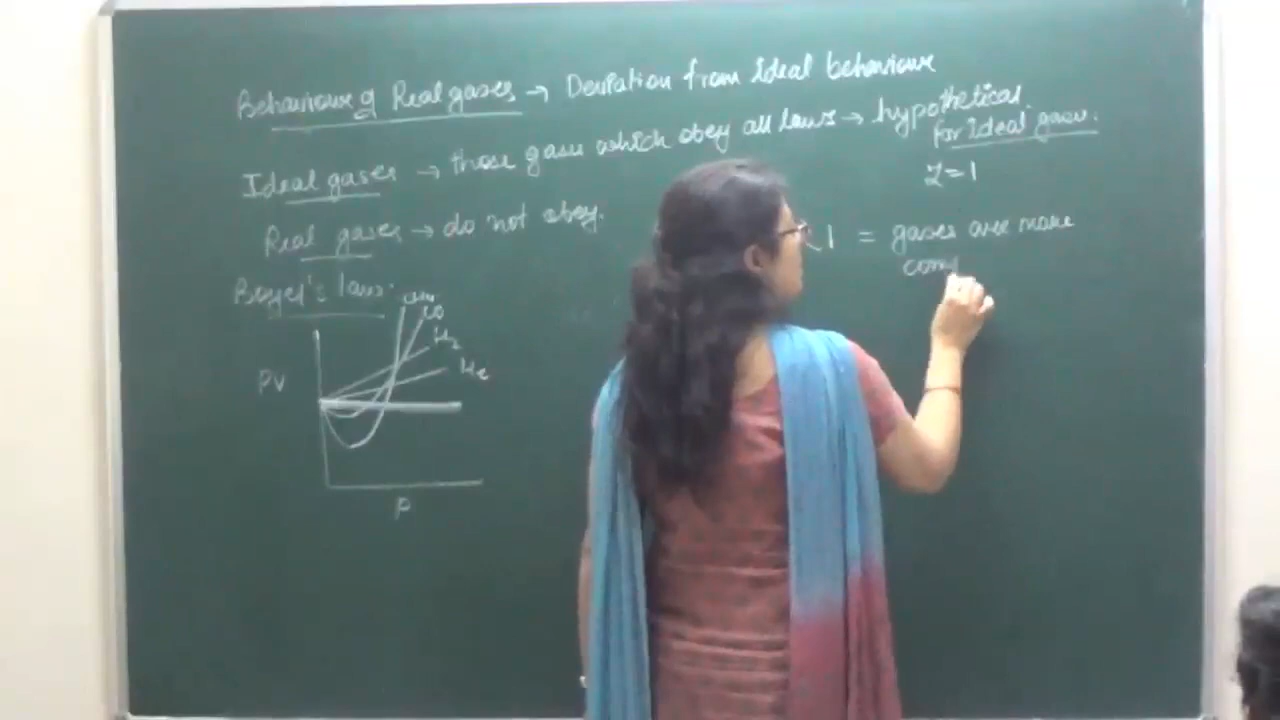 Behaviour of Real gases → Deviation from Ideal behaviour
Ideal gases → those gases which obey all laws → hypothetical
for Ideal gases.
Z=1
Real gases → do not obey.
<1 = gases are more
comp
Boyel's law.
CO
H2
He
PV
P